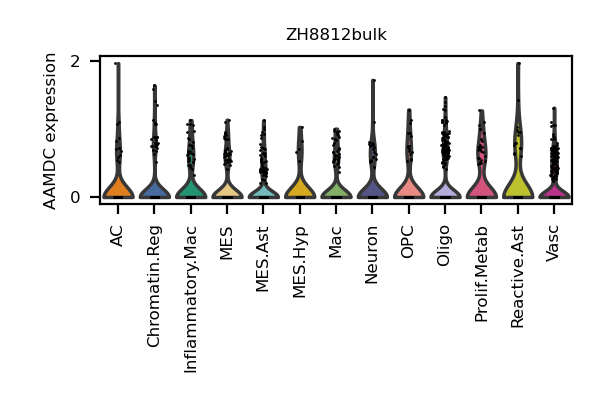 ZH8812bulk
AAMDC expression
2
0
AC
Chromatin.Reg
Inflammatory.Mac
MES
MES.Ast
MES.Hyp
Mac
Neuron
OPC
Oligo
Prolif.Metab
Reactive.Ast
Vasc